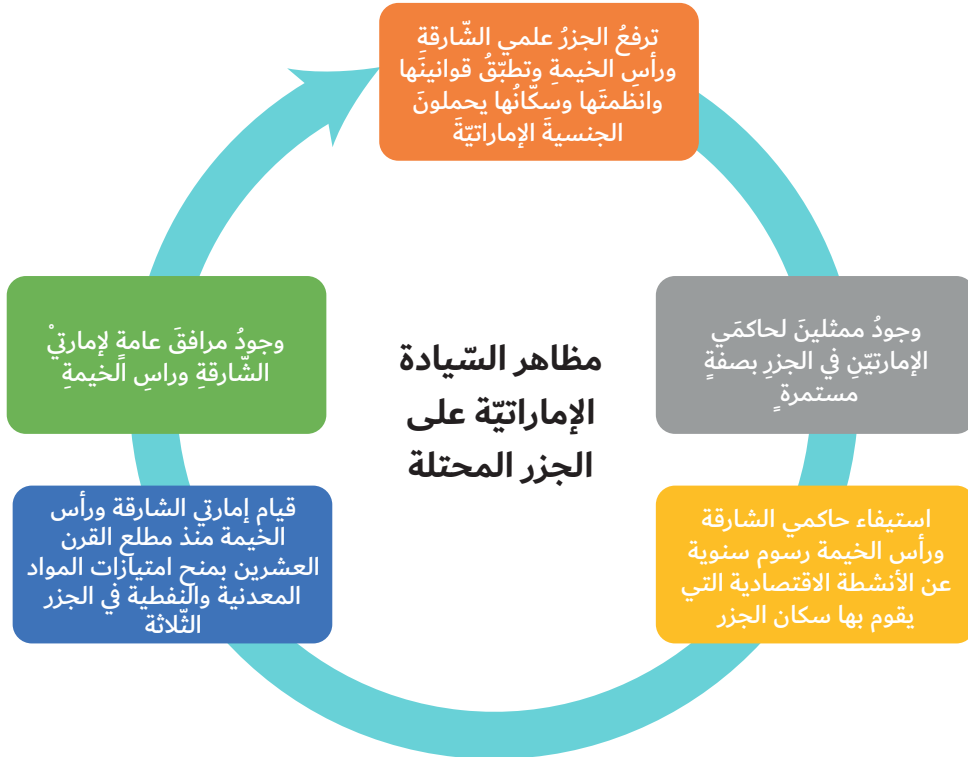 مظاهر السّيادة
الإماراتيّة على
الجزر المحتلة
ترفعُ الجزرُ علمي الشّارقةِ
ورأسِ الخيمةِ وتطبّقُ قوانينَها
وانظمتَها وسكّانُها يحملونَ
الجنسيةَ الإماراتيّةَ
وجودُ ممثلينَ لحاكمَي
الإمارتيّنِ في الجزرِ بصفةٍ
مستمرةٍ
استيفاء حاكمي الشارقة
ورأس الخيمة رسوم سنوية
عن الأنشطة الاقتصادية التي
يقوم بها سكان الجزر
قيام إمارتي الشارقة ورأس
الخيمة منذ مطلع القرن
العشرين بمنح امتيازات المواد
المعدنية والنفطية في الجزر
الثّلاثة
وجودُ مرافقَ عامةٍ لإمارتيْ
الشّارقةِ وراسِ الخيمةِ